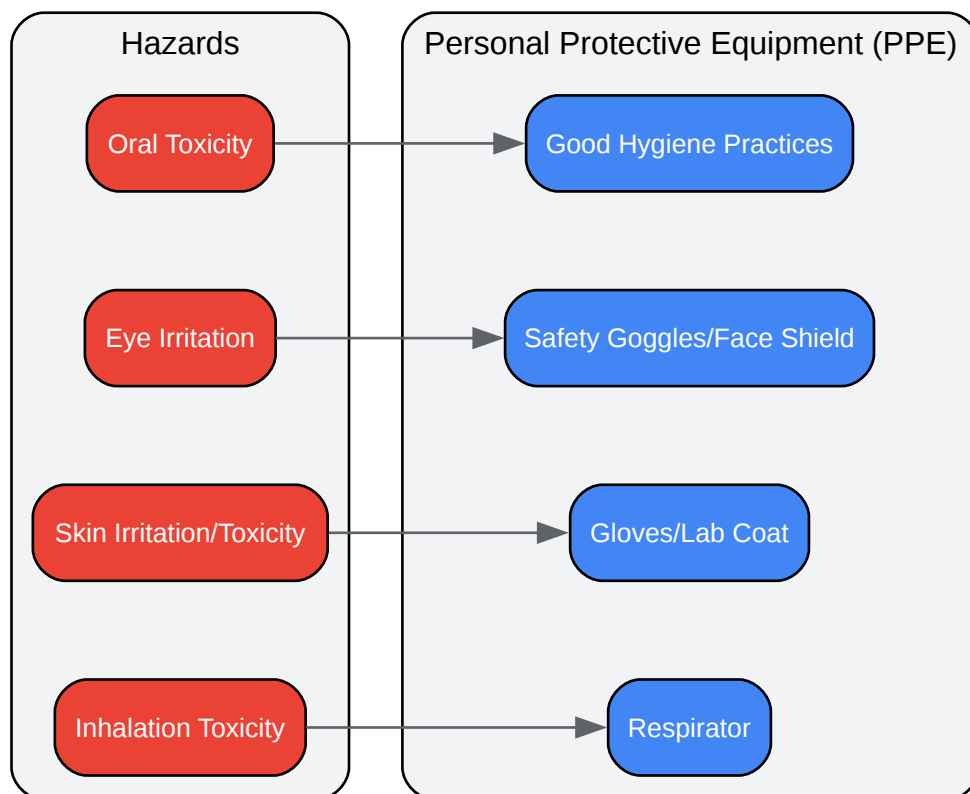 Hazards
Personal Protective Equipment (PPE)
Oral Toxicity
Good Hygiene Practices
Eye Irritation
Safety Goggles/Face Shield
Skin Irritation/Toxicity
Gloves/Lab Coat
Inhalation Toxicity
Respirator